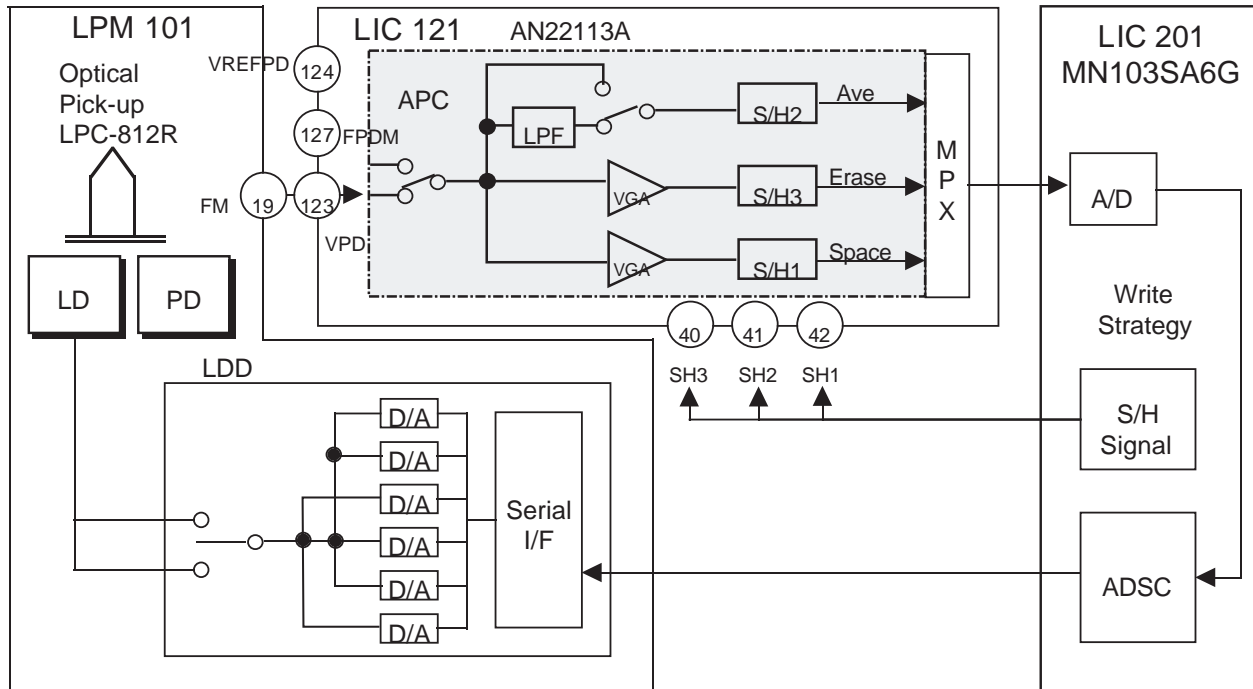 LPM 101
Optical
Pick-up
LPC-812R
LD
PD
FM
19
VREFPD
124
127
FPDM
123
VPD
LIC 121
AN22113A
APC
LPF
VGA
VGA
S/H2
S/H3
S/H1
Ave
Erase
Space
M
P
X
40
41
42
SH3
SH2
SH1
LIC 201
MN103SA6G
A/D
Write
Strategy
S/H
Signal
ADSC
LDD
D/A
D/A
D/A
D/A
D/A
D/A
Serial
I/F